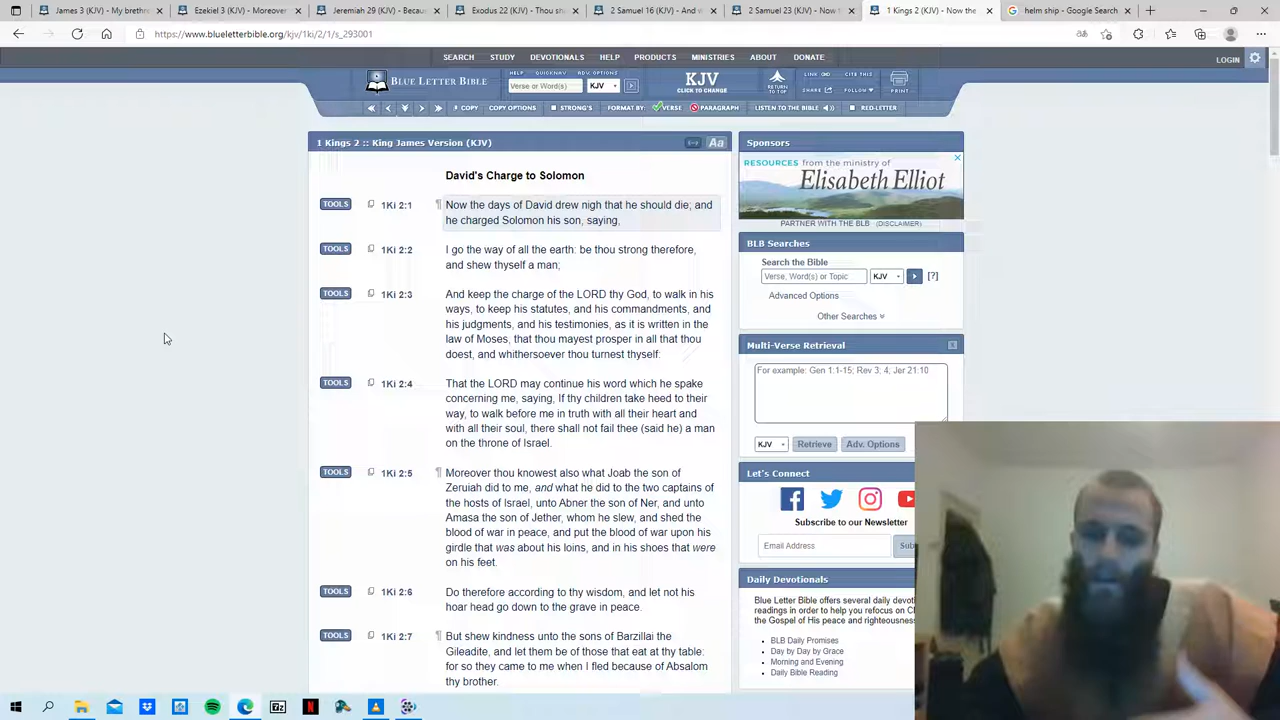 James 3 (KJV) - My brethre
Ezekiel 3 (KJV) - Moreover
Jeremiah 29 (KJV) - Becau
Exodus 22 (KJV) - Thou sha
2 Samuel 16 (KJV) - And w
2 Samuel 23 (KJV) - Now t
1 Kings 2 (KJV) - Now the
helm ship - Google Search
https://www.blueletterbible.org/kjv/1ki/2/1/s_293001
SEARCH STUDY DEVOTIONALS HELP PRODUCTS MINISTRIES ABOUT DONATE
LOGIN
BLUE LETTER BIBLE
HELP QUICKNAV ADV. OPTIONS
Verse or Word(s) KJV
KJV
CLICK TO CHANGE
RETURN TO TOP
LINK CITE THIS
SHARE FOLLOW
PRINT
COPY COPY OPTIONS STRONG'S FORMAT BY VERSE PARAGRAPH LISTEN TO THE BIBLE RED-LETTER
1 Kings 2 :: King James Version (KJV)
Aa
David's Charge to Solomon
TOOLS 1Ki 2:1 ¶ Now the days of David drew nigh that he should die; and
he charged Solomon his son, saying,
TOOLS 1Ki 2:2 I go the way of all the earth: be thou strong therefore,
and shew thyself a man;
TOOLS 1Ki 2:3 And keep the charge of the LORD thy God, to walk in his
ways, to keep his statutes, and his commandments, and
his judgments, and his testimonies, as it is written in the
law of Moses, that thou mayest prosper in all that thou
doest, and whithersoever thou turnest thyself:
TOOLS 1Ki 2:4 That the LORD may continue his word which he spake
concerning me, saying, If thy children take heed to their
way, to walk before me in truth with all their heart and
with all their soul, there shall not fail thee (said he) a man
on the throne of Israel.
TOOLS 1Ki 2:5 ¶ Moreover thou knowest also what Joab the son of
Zeruiah did to me, and what he did to the two captains of
the hosts of Israel, unto Abner the son of Ner, and unto
Amasa the son of Jether, whom he slew, and shed the
blood of war in peace, and put the blood of war upon his
girdle that was about his loins, and in his shoes that were
on his feet.
TOOLS 1Ki 2:6 Do therefore according to thy wisdom, and let not his
hoar head go down to the grave in peace.
TOOLS 1Ki 2:7 ¶ But shew kindness unto the sons of Barzillai the
Gileadite, and let them be of those that eat at thy table:
for so they came to me when I fled because of Absalom
thy brother.
Sponsors
RESOURCES from the ministry of
Elisabeth Elliot
PARTNER WITH THE BLB (DISCLAIMER)
BLB Searches
Search the Bible
Verse, Word(s) or Topic KJV [?]
Advanced Options
Other Searches
Multi-Verse Retrieval
For example: Gen 1:1-15; Rev 3; 4; Jer 21:10
KJV Retrieve Adv. Options
Let's Connect
Subscribe to our Newsletter
Email Address Sub
Daily Devotionals
Blue Letter Bible offers several daily devot
readings in order to help you refocus on C
the Gospel of His peace and righteousness
BLB Daily Promises
Day by Day by Grace
Morning and Evening
Daily Bible Reading